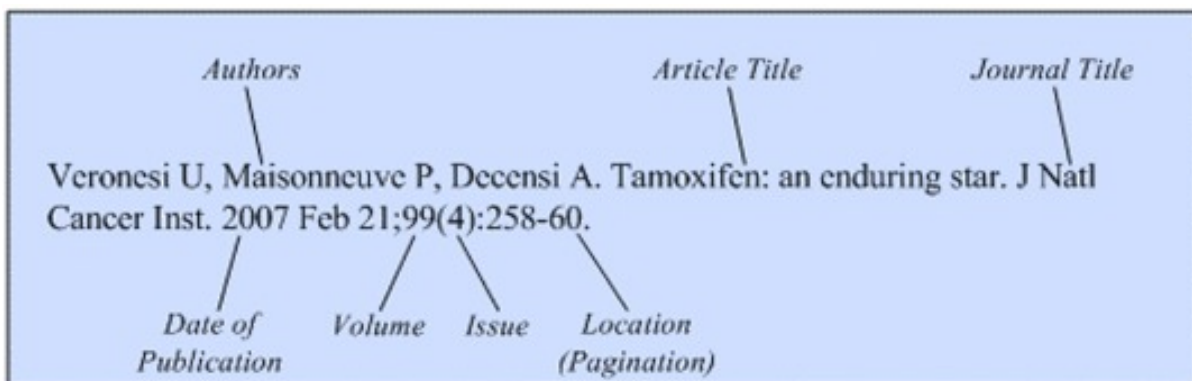 Authors Article Title Journal Title
Veronesi U, Maisonneuve P, Decensi A. Tamoxifen: an enduring star. J Natl
Cancer Inst. 2007 Feb 21;99(4):258-60.
Date of Volume Issue Location
Publication (Pagination)